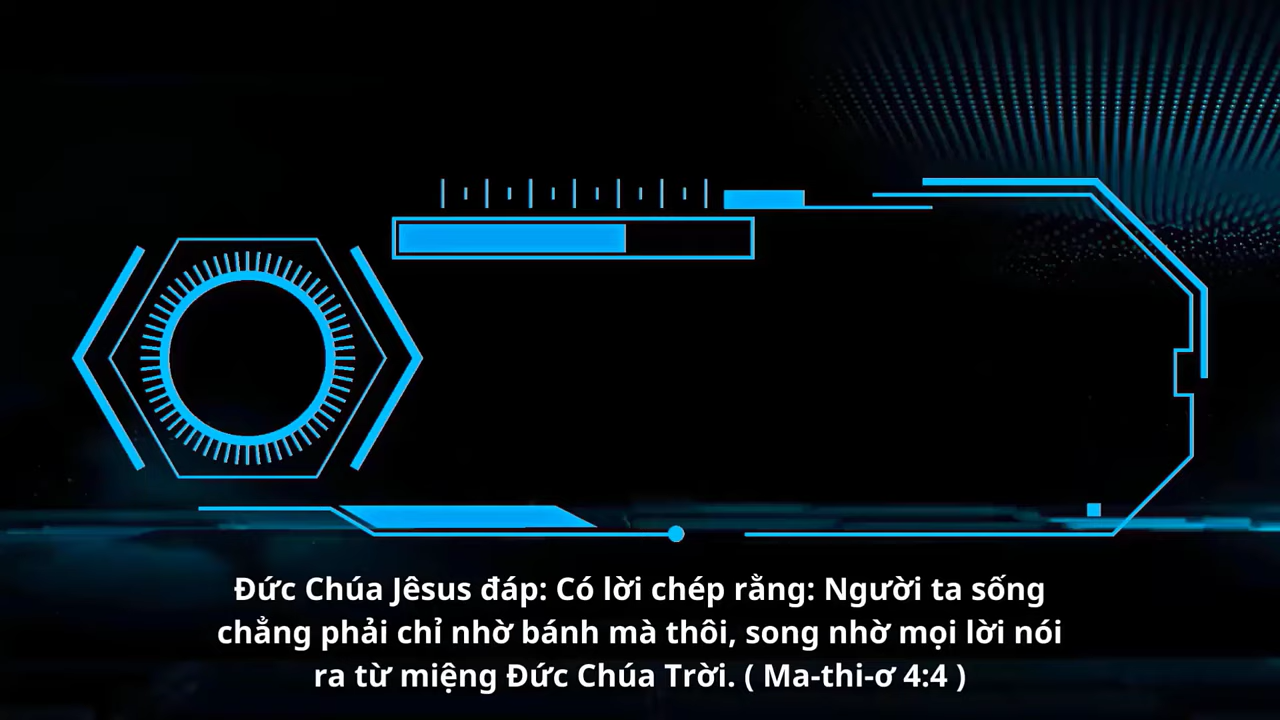 Đức Chúa Jêsus đáp: Có lời chép rằng: Người ta sống
chẳng phải chỉ nhờ bánh mà thôi, song nhờ mọi lời nói
ra từ miệng Đức Chúa Trời. ( Ma-thi-ơ 4:4 )